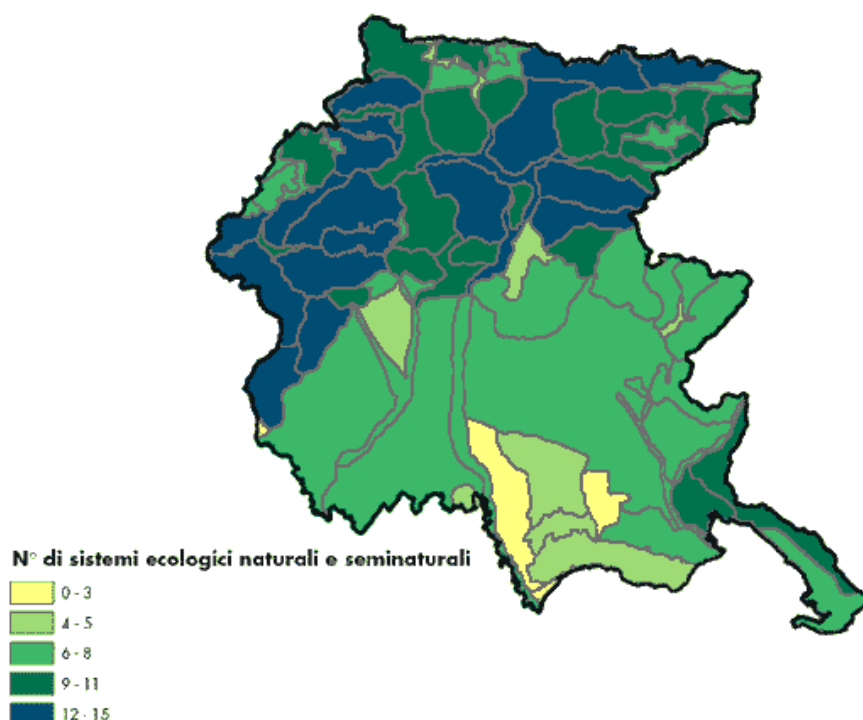 N° di sistemi ecologici naturali e seminaturali
0 - 3
4 - 5
6 - 8
9 - 11
12 - 15